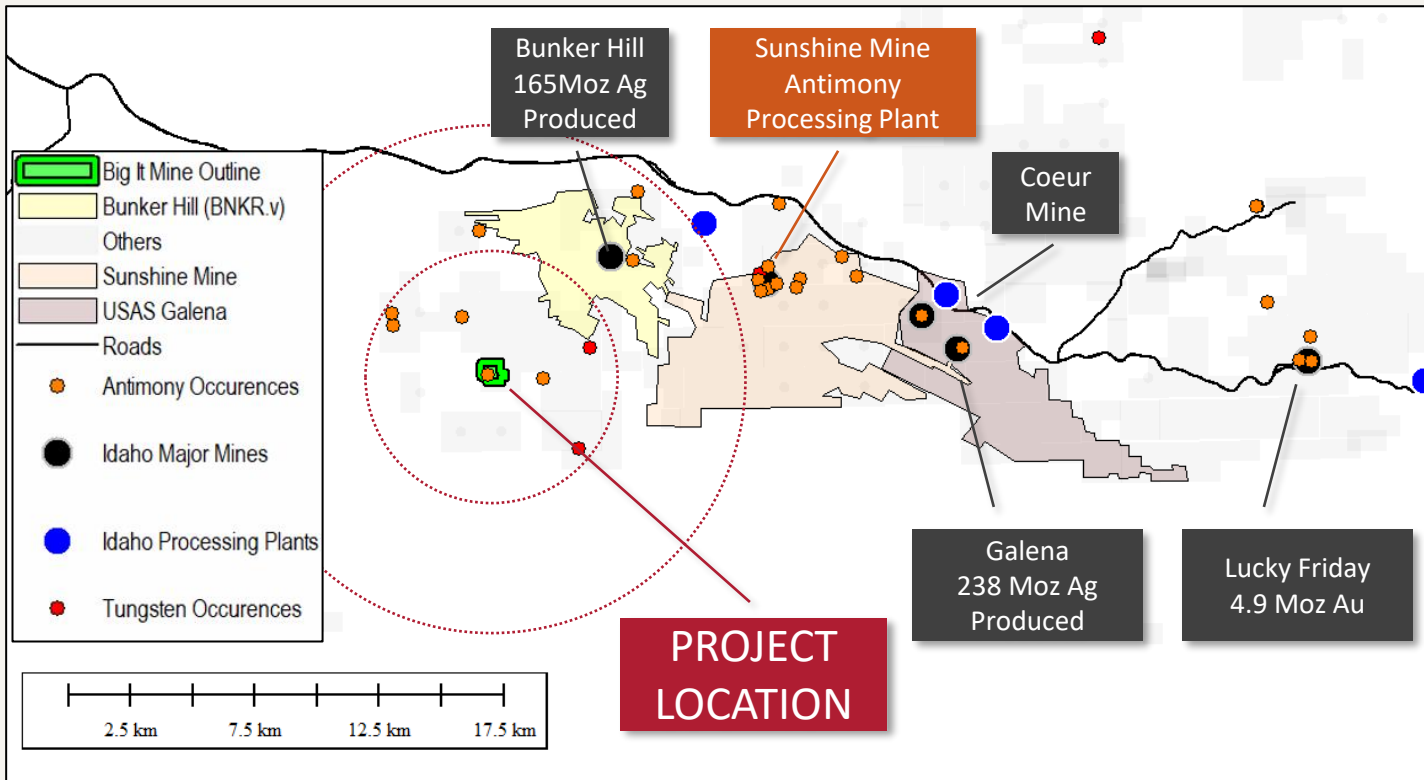 Bunker Hill
165Moz Ag
Produced
Sunshine Mine
Antimony
Processing Plant
Coeur
Mine
Big It Mine Outline
Bunker Hill (BNKR.v)
Others
Sunshine Mine
USAS Galena
Roads
Antimony Occurences
Idaho Major Mines
Idaho Processing Plants
Tungsten Occurences
Galena
238 Moz Ag
Produced
Lucky Friday
4.9 Moz Au
PROJECT
LOCATION
2.5 km 7.5 km 12.5 km 17.5 km